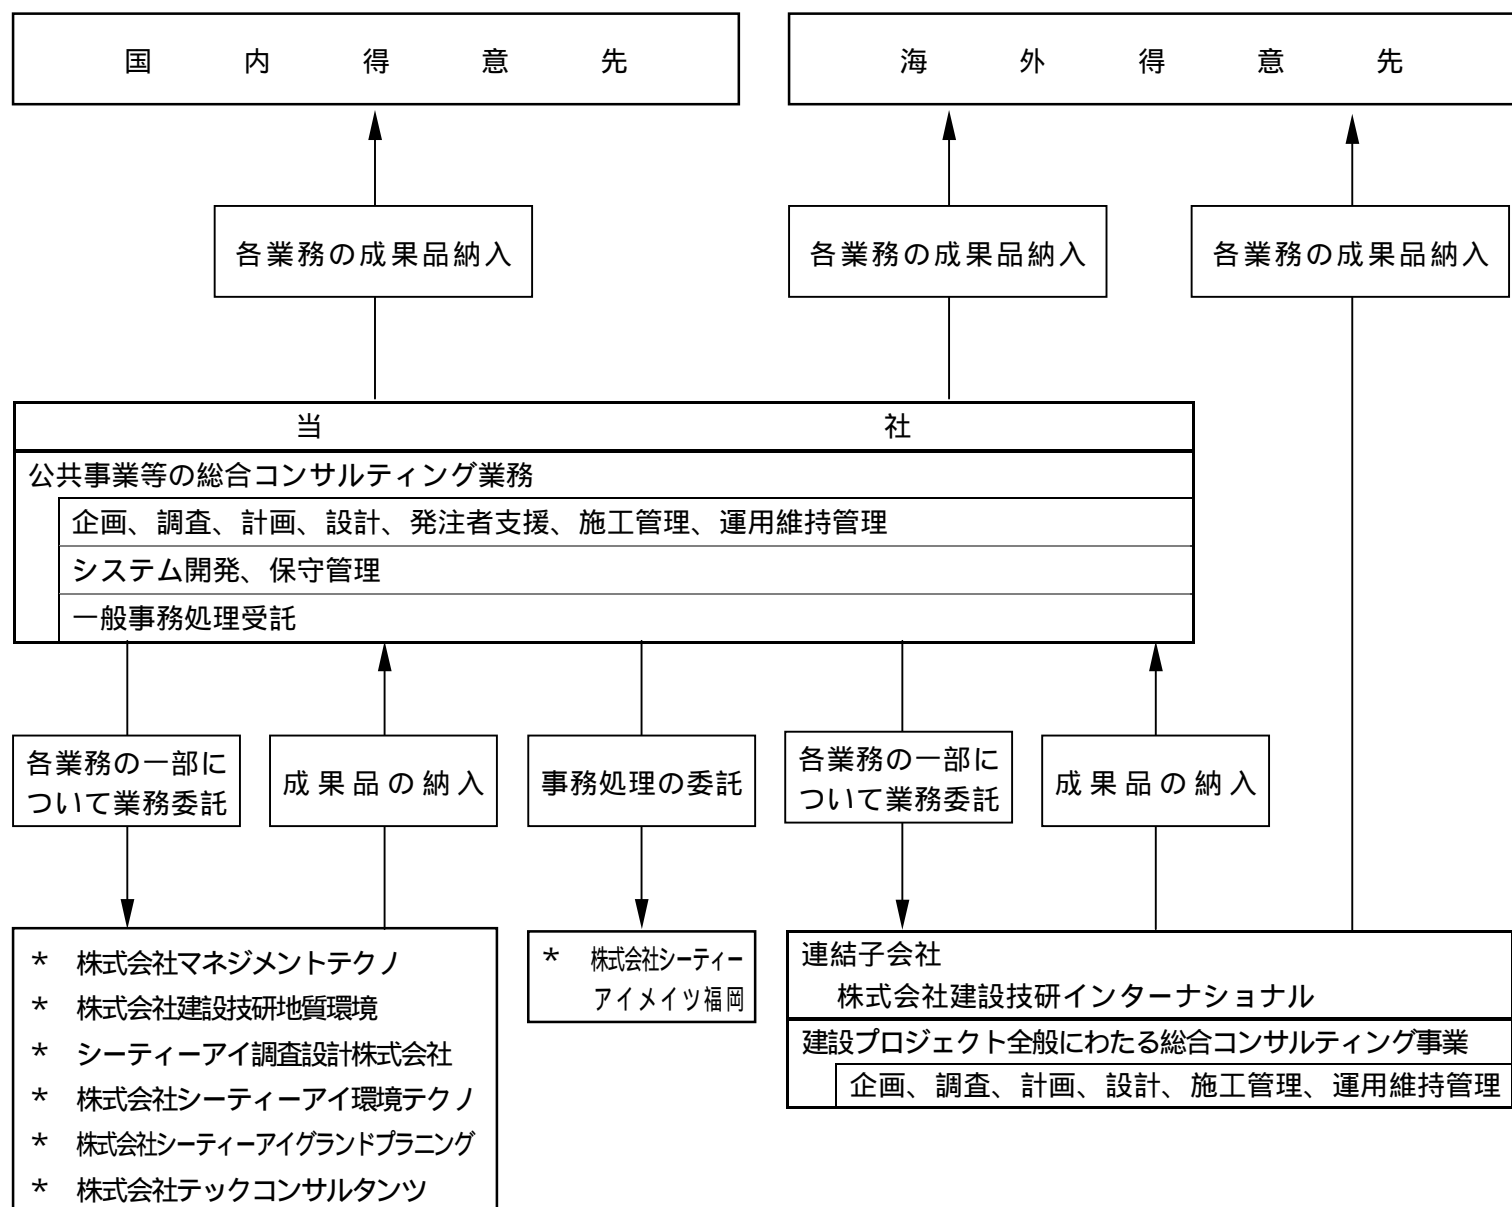 国内得意先
海外得意先
各業務の成果品納入
各業務の成果品納入
各業務の成果品納入
当社
公共事業等の総合コンサルティング業務
企画、調査、計画、設計、発注者支援、施工管理、運用維持管理
システム開発、保守管理
一般事務処理受託
各業務の一部に
ついて業務委託
成果品の納入
事務処理の委託
各業務の一部に
ついて業務委託
成果品の納入
* 株式会社マネジメントテクノ
* 株式会社建設技研地質環境
* シーティーアイ調査設計株式会社
* 株式会社シーティーアイ環境テクノ
* 株式会社シーティーアイグランドプラニング
* 株式会社テックコンサルタンツ
* 株式会社シーティー
アイメイツ福岡
連結子会社
株式会社建設技研インターナショナル
建設プロジェクト全般にわたる総合コンサルティング事業
企画、調査、計画、設計、施工管理、運用維持管理